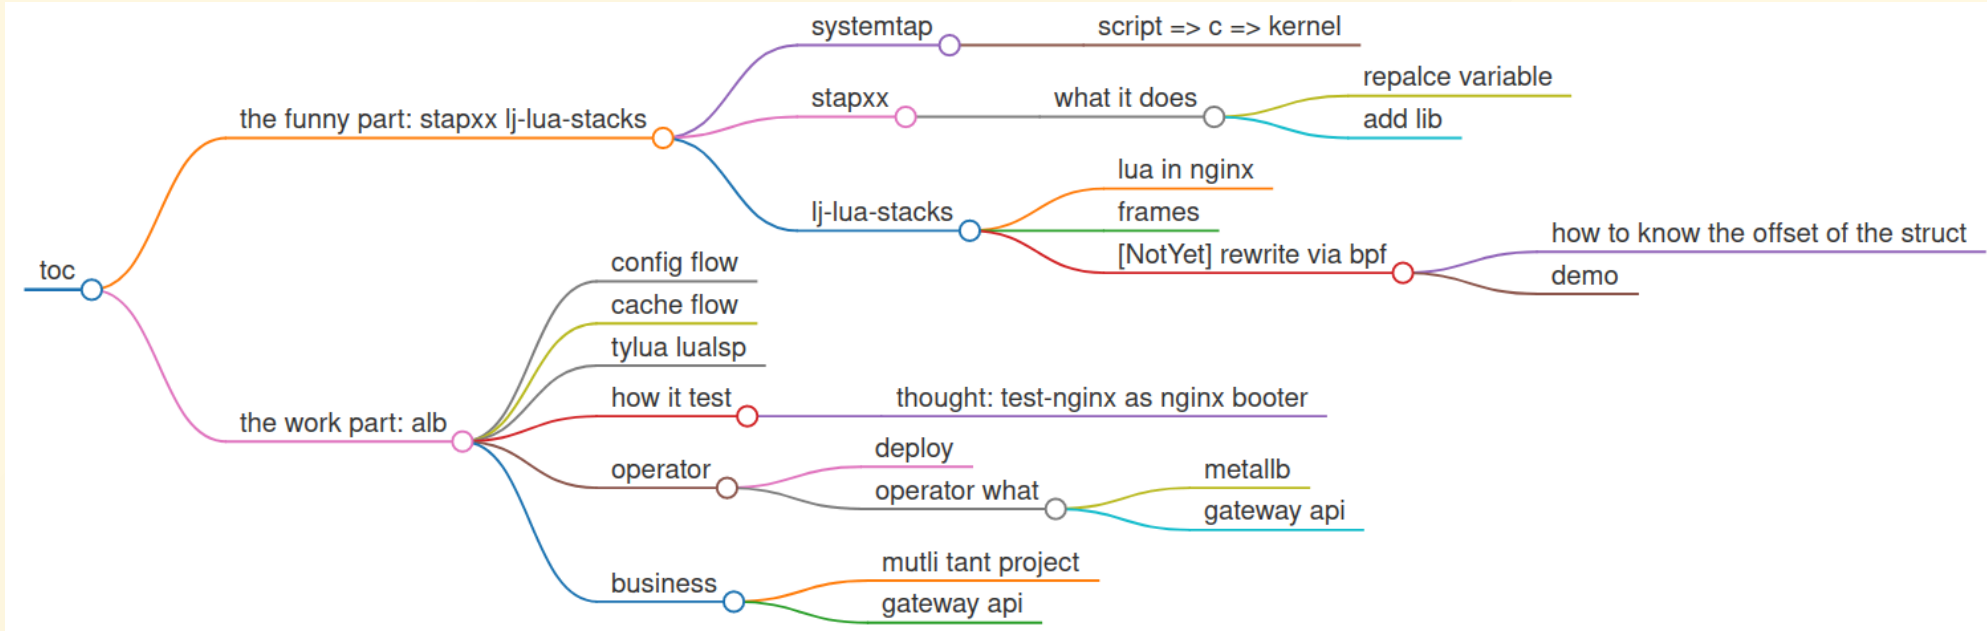 toc
the funny part: stapxx lj-lua-stacks
systemtap
script => c => kernel
stapxx
what it does
repalce variable
add lib
lj-lua-stacks
lua in nginx
frames
[NotYet] rewrite via bpf
how to know the offset of the struct
demo
the work part: alb
config flow
cache flow
tylua lualsp
how it test
thought: test-nginx as nginx booter
operator
deploy
operator what
metallb
gateway api
business
mutli tant project
gateway api